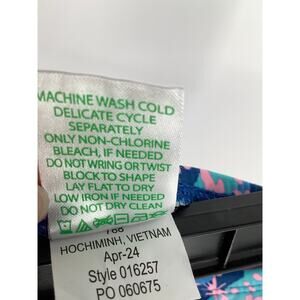 MACHINE WASH COLD
DELICATE CYCLE
SEPARATELY
ONLY NON-CHLORINE
BLEACH, IF NEEDED
DO NOT WRING OR TWIST
BLOCK TO SHAPE
LAY FLAT TO DRY
LOW IRON IF NEEDED
DO NOT DRY CLEAN
HOCHIMINH, VIETNAM
Apr-24
Style 016257
PO 060675